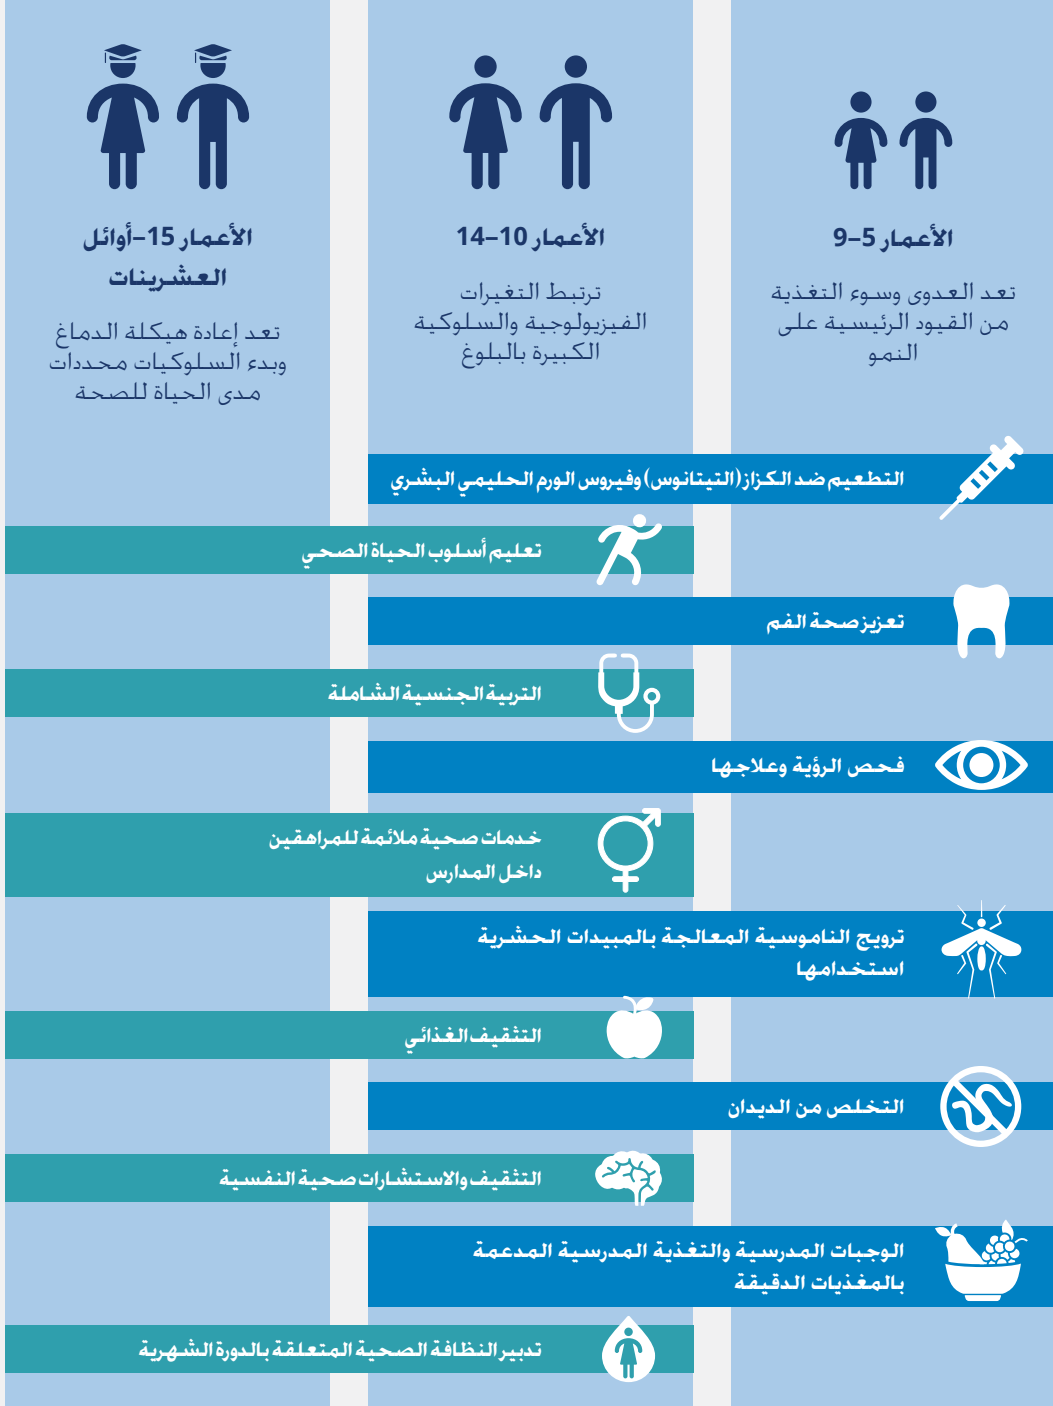 الأعمار 5–9
تعد العدوى وسوء التغذية
من القيود الرئيسية على
النمو
الأعمار 10–14
ترتبط التغيرات
الفيزيولوجية والسلوكية
الكبيرة بالبلوغ
الأعمار 15–أوائل
العشرينات
تعد إعادة هيكلة الدماغ
وبدء السلوكيات محددات
مدى الحياة للصحة
التطعيم ضد الكزاز (التيتانوس) وفيروس الورم الحليمي البشري
تعليم أسلوب الحياة الصحي
تعزيز صحة الفم
التربية الجنسية الشاملة
فحص الرؤية وعلاجها
خدمات صحية ملائمة للمراهقين
داخل المدارس
ترويج الناموسية المعالجة بالمبيدات الحشرية
استخدامها
التثقيف الغذائي
التخلص من الديدان
التثقيف والاستشارات صحية النفسية
الوجبات المدرسية والتغذية المدرسية المدعمة
بالمغذيات الدقيقة
تدبير النظافة الصحية المتعلقة بالدورة الشهرية